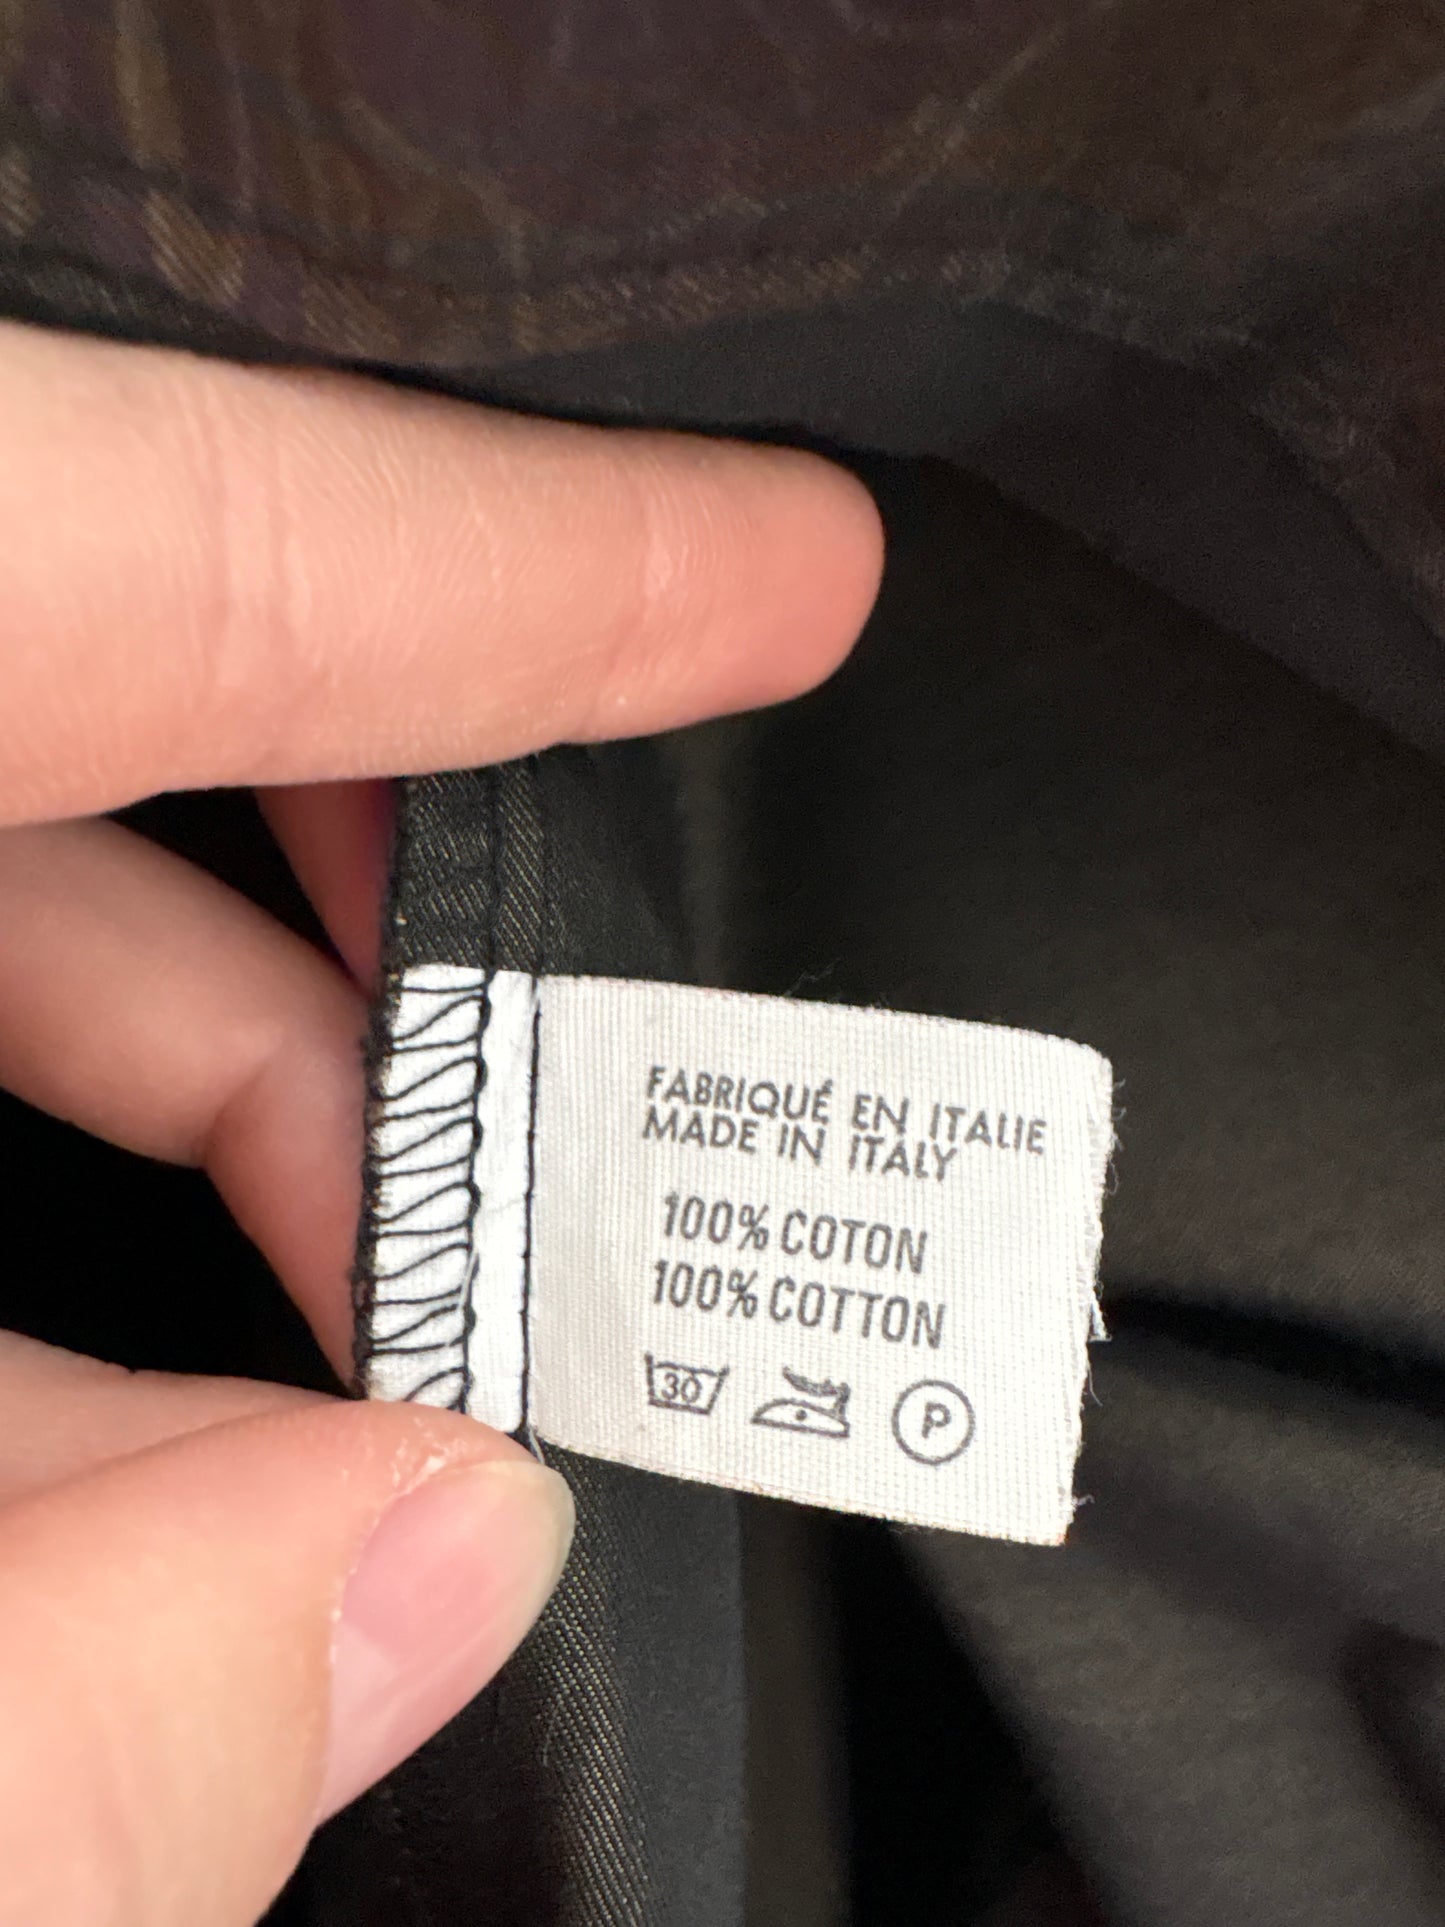 FABRIQUÉ EN ITALIE
MADE IN ITALY
100% COTON
100% COTTON
30 P